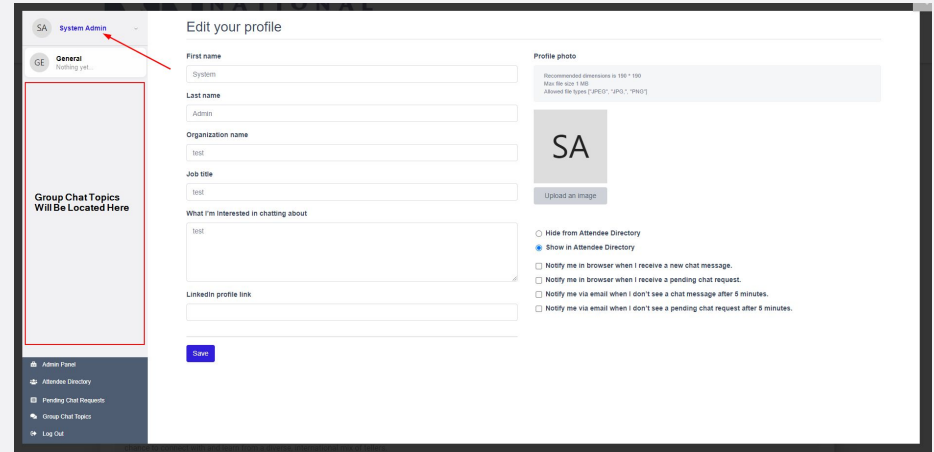 NATIONAL
SA
System Admin
GE
General
Nothing yet..
Group Chat Topics
Will Be Located Here
Admin Panel
Attendee Directory
Pending Chat Requests
Group Chat Topics
Log Out
Edit your profile
First name
System
Last name
Admin
Organization name
test
Job title
test
What I'm Interested in chatting about
test
LinkedIn profile link
Save
Profile photo
Recommended dimensions is 190 * 190
Max file size 1 MB
Allowed file types ["JPEG", "JPG,", "PNG"]
SA
Upload an image
Hide from Attendee Directory
Show in Attendee Directory
Notify me in browser when I receive a new chat message.
Notify me in browser when I receive a pending chat request.
Notify me via email when I don't see a chat message after 5 minutes.
Notify me via email when I don't see a pending chat request after 5 minutes.